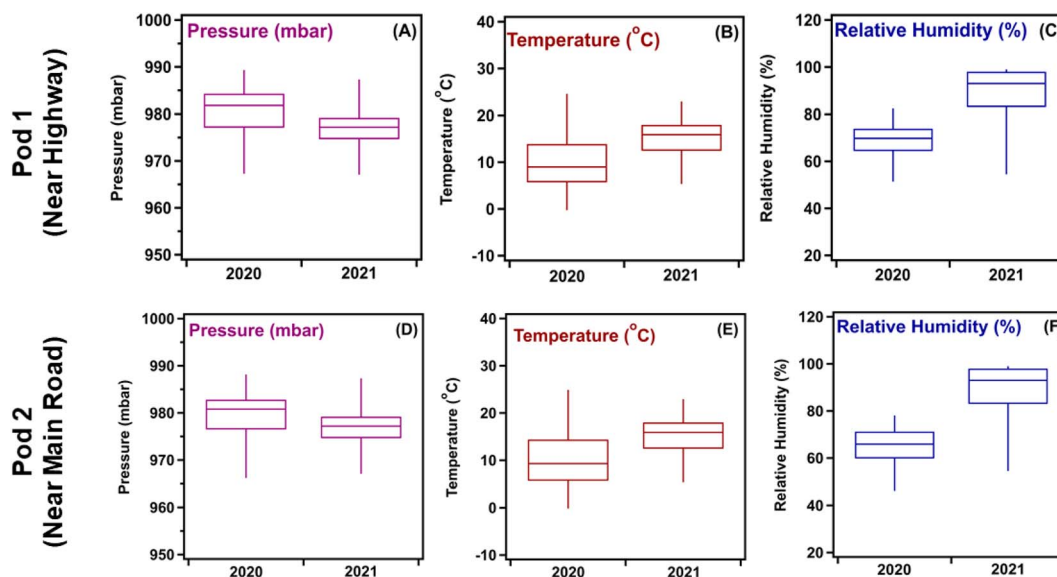 Pod 1
(Near Highway)
Pressure (mbar)
(A)
Pressure (mbar)
1000
990
980
970
960
950
2020
2021
Temperature (°C)
(B)
Temperature (°C)
40
30
20
10
0
-10
2020
2021
Relative Humidity (%)
(C
Relative Humidity (%)
120
100
80
60
40
20
2020
2021
Pod 2
(Near Main Road)
Pressure (mbar)
(D)
Pressure (mbar)
1000
990
980
970
960
950
2020
2021
Temperature (°C)
(E)
Temperature (°C)
40
30
20
10
0
-10
2020
2021
Relative Humidity (%)
(F
Relative Humidity (%)
120
100
80
60
40
20
2020
2021